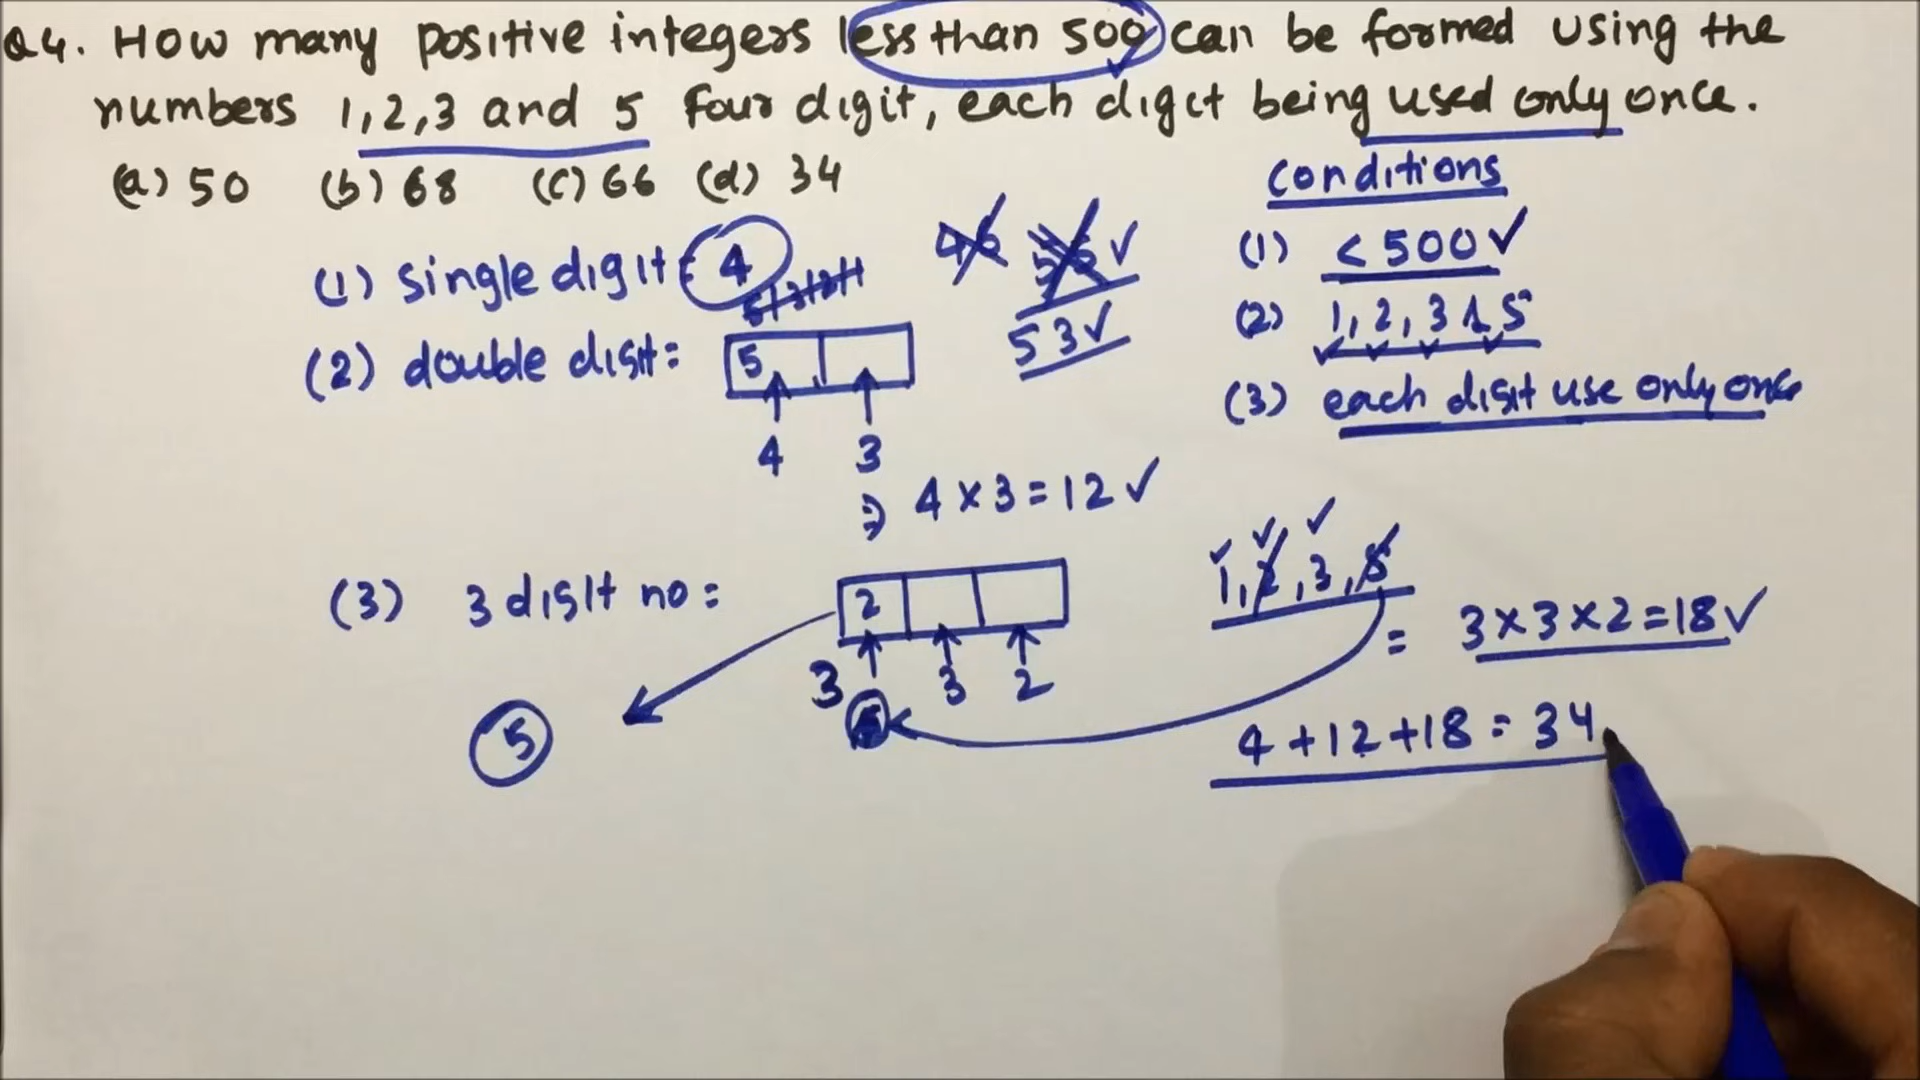 Q4. How many positive integers less than 500 can be formed using the
numbers 1,2,3 and 5 Four digit, each digit being used only once.
(a) 50 (b) 68 (c) 66 (d) 34
conditions
(1) < 500 ✓
(2) 1, 2, 3 & 5
(3) each digit use only once
(1) single digit = 4
53 ✓
(2) double digit = 5
4 3
⇒ 4 × 3 = 12 ✓
1, 2, 3, 5
(3) 3 digit no = 2
= 3 × 3 × 2 = 18 ✓
3 3 2
5
4 + 12 + 18 = 34